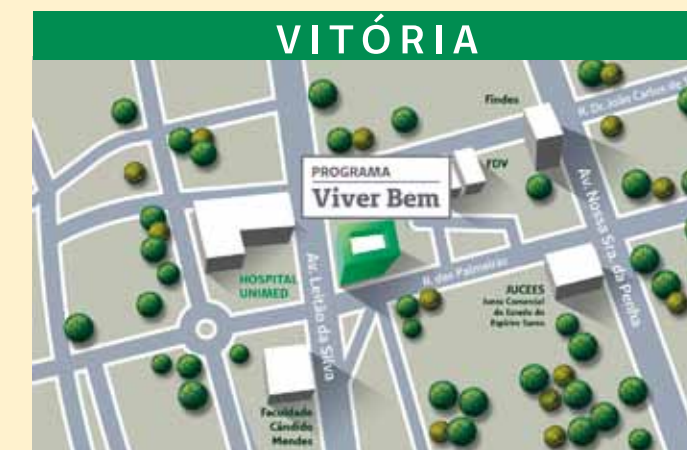 VITÓRIA
Findes
R. Dr. João Carlos de
PROGRAMA
Viver Bem
FDV
Av. Nossa Sra. da Penha
HOSPITAL
UNIMED
Av. Leitão da Silva
R. das Palmeiras
JUCEES
Junta Comercial
do Estado do
Espírito Santo
Faculdade
Cândido
Mendes